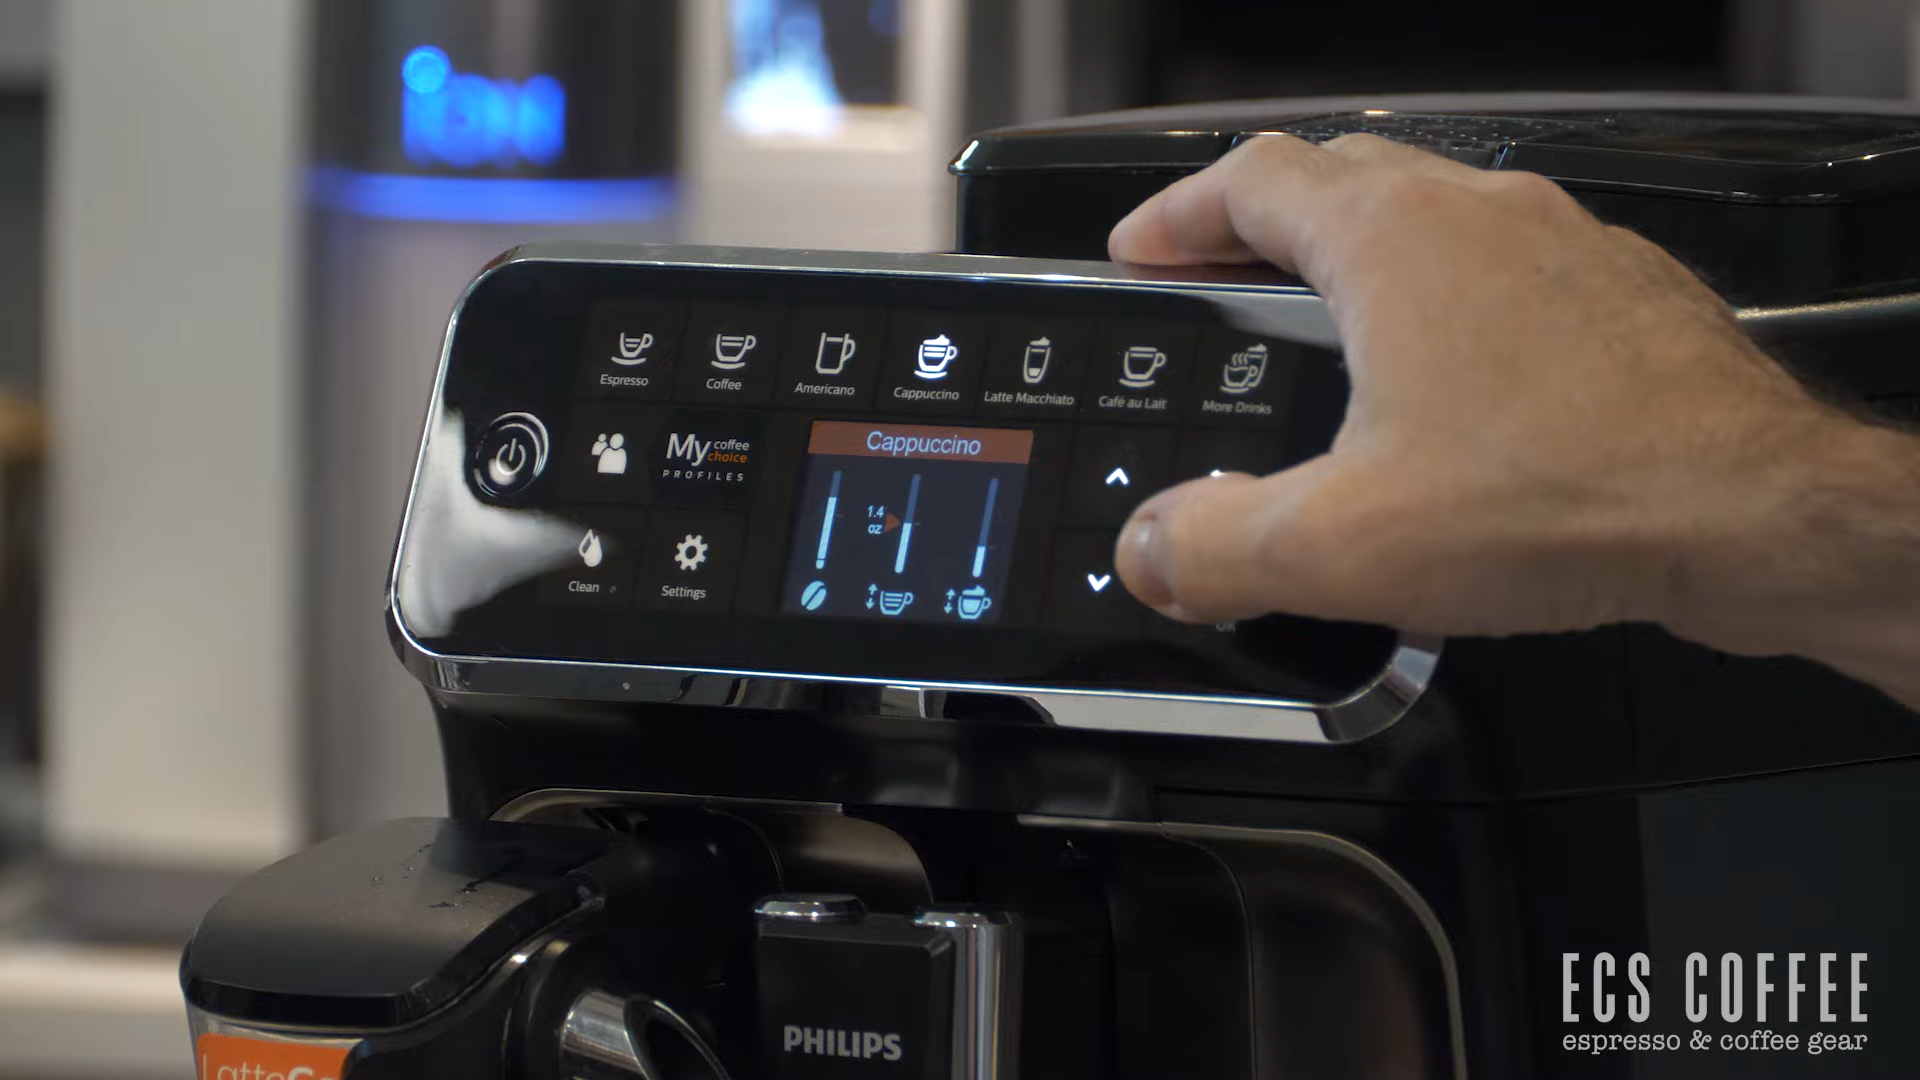 Espresso
Coffee
Americano
Cappuccino
Latte Macchiato
Café au Lait
More Drinks
My coffee choice
PROFILES
Cappuccino
1.4
oz
Clean
Settings
PHILIPS
ECS COFFEE
espresso & coffee gear